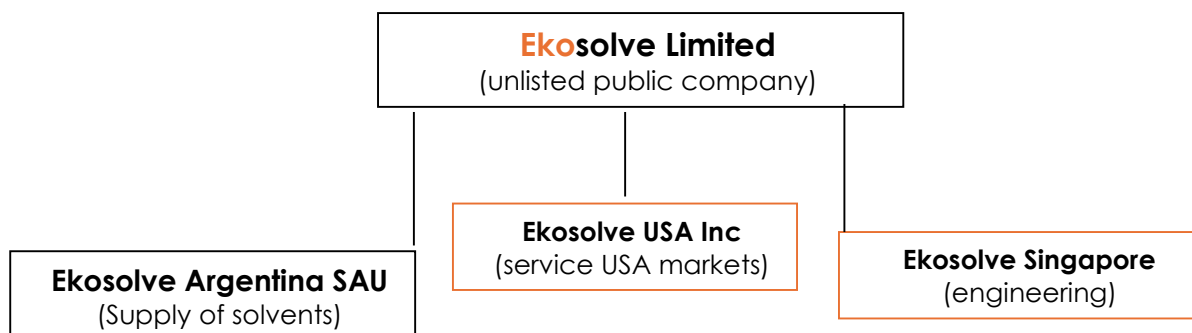 Ekosolve Limited
(unlisted public company)
Ekosolve USA Inc
(service USA markets)
Ekosolve Argentina SAU
(Supply of solvents)
Ekosolve Singapore
(engineering)